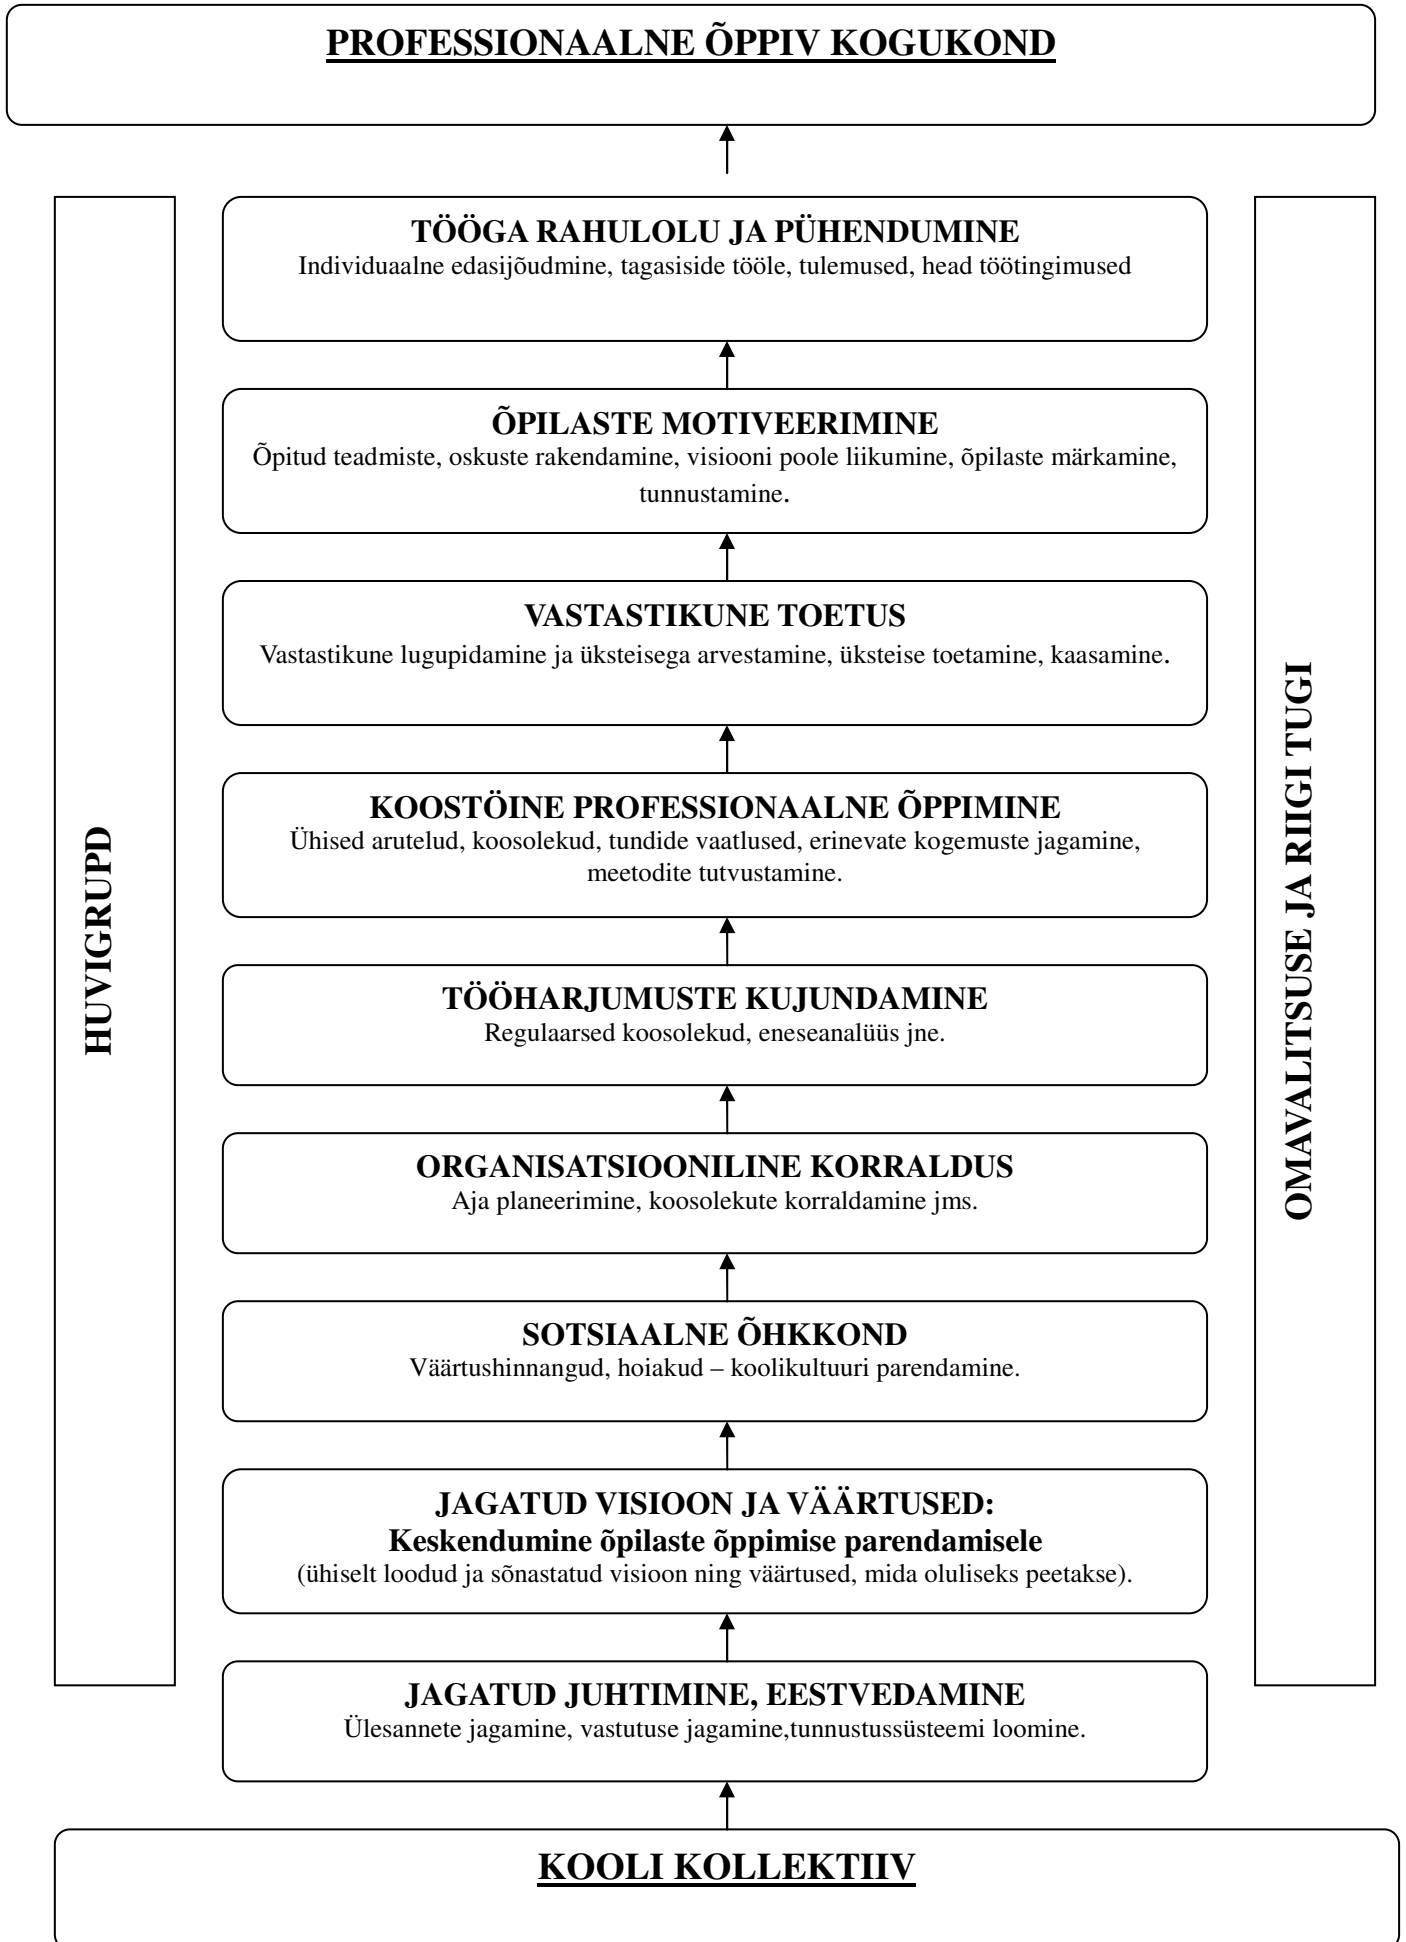 PROFESSIONAALNE ÕPPIV KOGUKOND
TÖÖGA RAHULOLU JA PÜHENDUMINE
Individuaalne edasijõudmine, tagasiside tööle, tulemused, head töötingimused
ÕPILASTE MOTIVEERIMINE
Õpitud teadmiste, oskuste rakendamine, visiooni poole liikumine, õpilaste märkamine,
tunnustamine.
VASTASTIKUNE TOETUS
Vastastikune lugupidamine ja üksteisega arvestamine, üksteise toetamine, kaasamine.
KOOSTÖINE PROFESSIONAALNE ÕPPIMINE
Ühised arutelud, koosolekud, tundide vaatlused, erinevate kogemuste jagamine,
meetodite tutvustamine.
TÖÖHARJUMUSTE KUJUNDAMINE
Regulaarsed koosolekud, eneseanalüüs jne.
ORGANISATSIOONILINE KORRALDUS
Aja planeerimine, koosolekute korraldamine jms.
SOTSIAALNE ÕHKKOND
Väärtushinnangud, hoiakud – koolikultuuri parendamine.
JAGATUD VISIOON JA VÄÄRTUSED:
Keskendumine õpilaste õppimise parendamisele
(ühiselt loodud ja sõnastatud visioon ning väärtused, mida oluliseks peetakse).
JAGATUD JUHTIMINE, EESTVEDAMINE
Ülesannete jagamine, vastutuse jagamine,tunnustussüsteemi loomine.
KOOLI KOLLEKTIIV
HUVIGRUPD
OMAVALITSUSE JA RIIGI TUGI